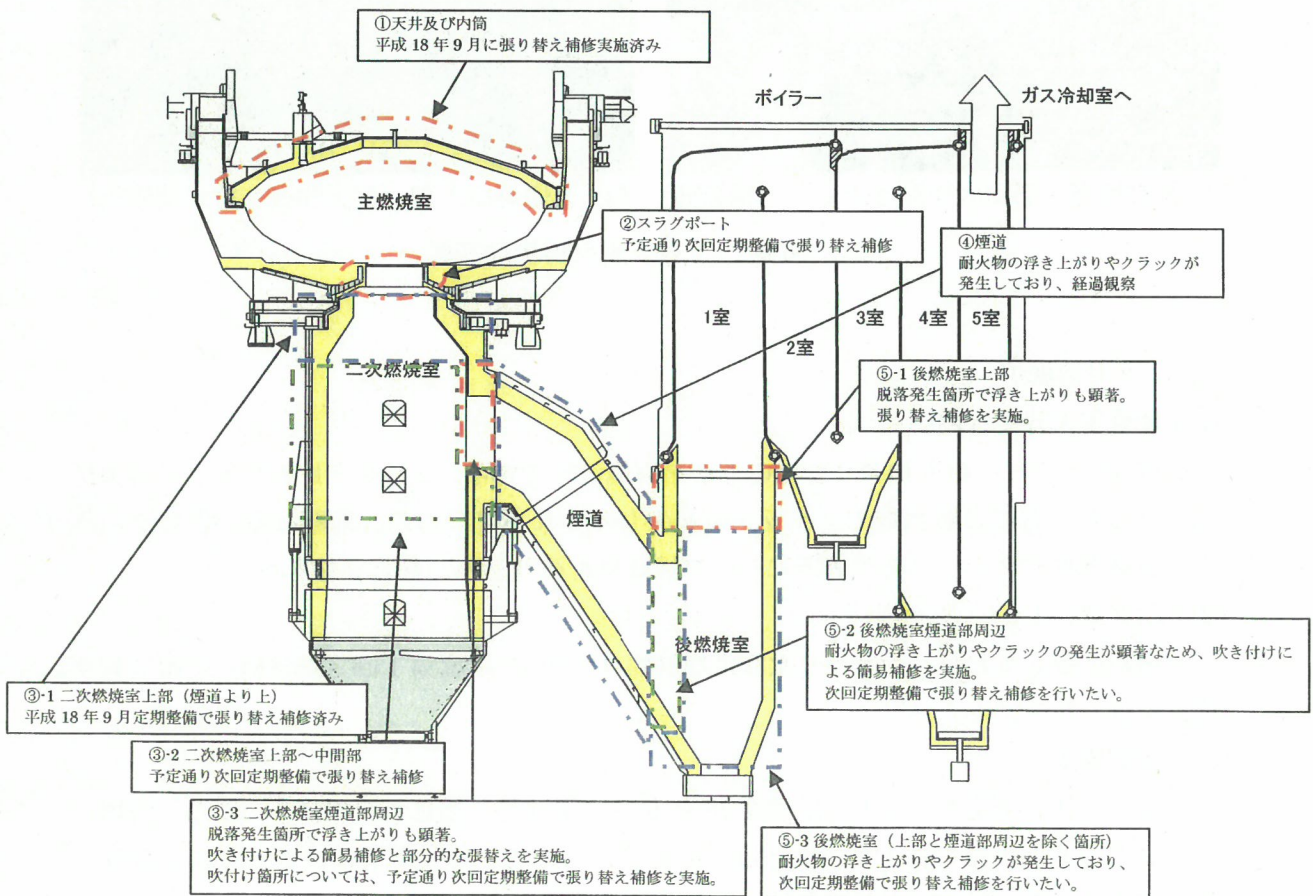 ①天井及び内筒
平成 18 年 9 月に張り替え補修実施済み
ボイラー
ガス冷却室へ
主燃焼室
②スラグポート
予定通り次回定期整備で張り替え補修
④煙道
耐火物の浮き上がりやクラックが
発生しており、経過観察
1室
2室
3室
4室
5室
二次燃焼室
⑤-1 後燃焼室上部
脱落発生箇所で浮き上がりも顕著。
張り替え補修を実施。
煙道
後燃焼室
⑤-2 後燃焼室煙道部周辺
耐火物の浮き上がりやクラックの発生が顕著なため、吹き付けに
よる簡易補修を実施。
次回定期整備で張り替え補修を行いたい。
③-1 二次燃焼室上部（煙道より上）
平成 18 年 9 月定期整備で張り替え補修済み
③-2 二次燃焼室上部～中間部
予定通り次回定期整備で張り替え補修
③-3 二次燃焼室煙道部周辺
脱落発生箇所で浮き上がりも顕著。
吹き付けによる簡易補修と部分的な張替えを実施。
吹付け箇所については、予定通り次回定期整備で張り替え補修を実施。
⑤-3 後燃焼室（上部と煙道部周辺を除く箇所）
耐火物の浮き上がりやクラックが発生しており、
次回定期整備で張り替え補修を行いたい。